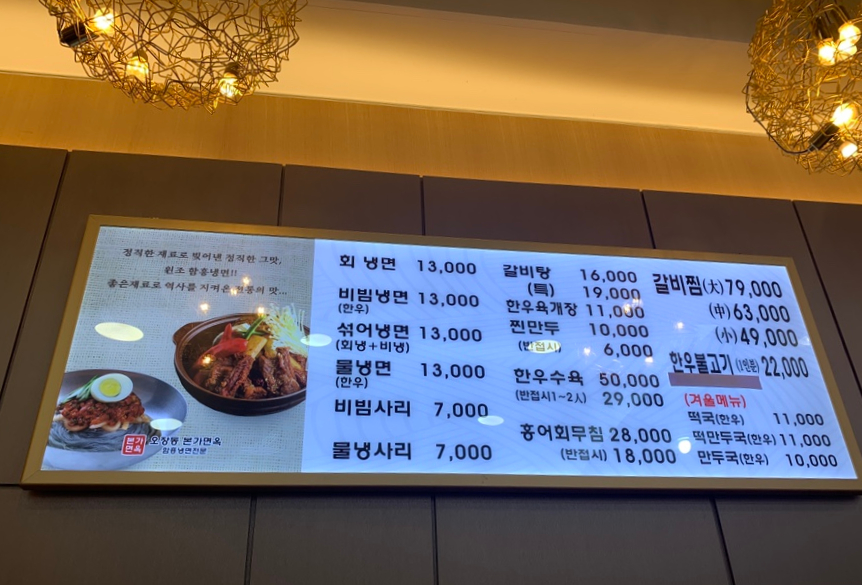 정직한 재료로 빚어낸 정직한 그맛,
원조 함흥냉면!!
좋은재료로 역사를 지켜온 전통의 맛...
본가
면옥
오장동 본가면옥
함흥냉면전문
회 냉면 13,000
비빔냉면 13,000
(한우)
섞어냉면 13,000
(회냉+비냉)
물냉면 13,000
(한우)
비빔사리 7,000
물냉사리 7,000
갈비탕 16,000
(특) 19,000
한우육개장 11,000
찐만두 10,000
(반접시) 6,000
한우수육 50,000
(반접시1~2人) 29,000
홍어회무침 28,000
(반접시) 18,000
갈비찜(大) 79,000
(中) 63,000
(小) 49,000
한우불고기 (1인분) 22,000
(겨울메뉴)
떡국(한우) 11,000
떡만두국(한우) 11,000
만두국(한우) 10,000